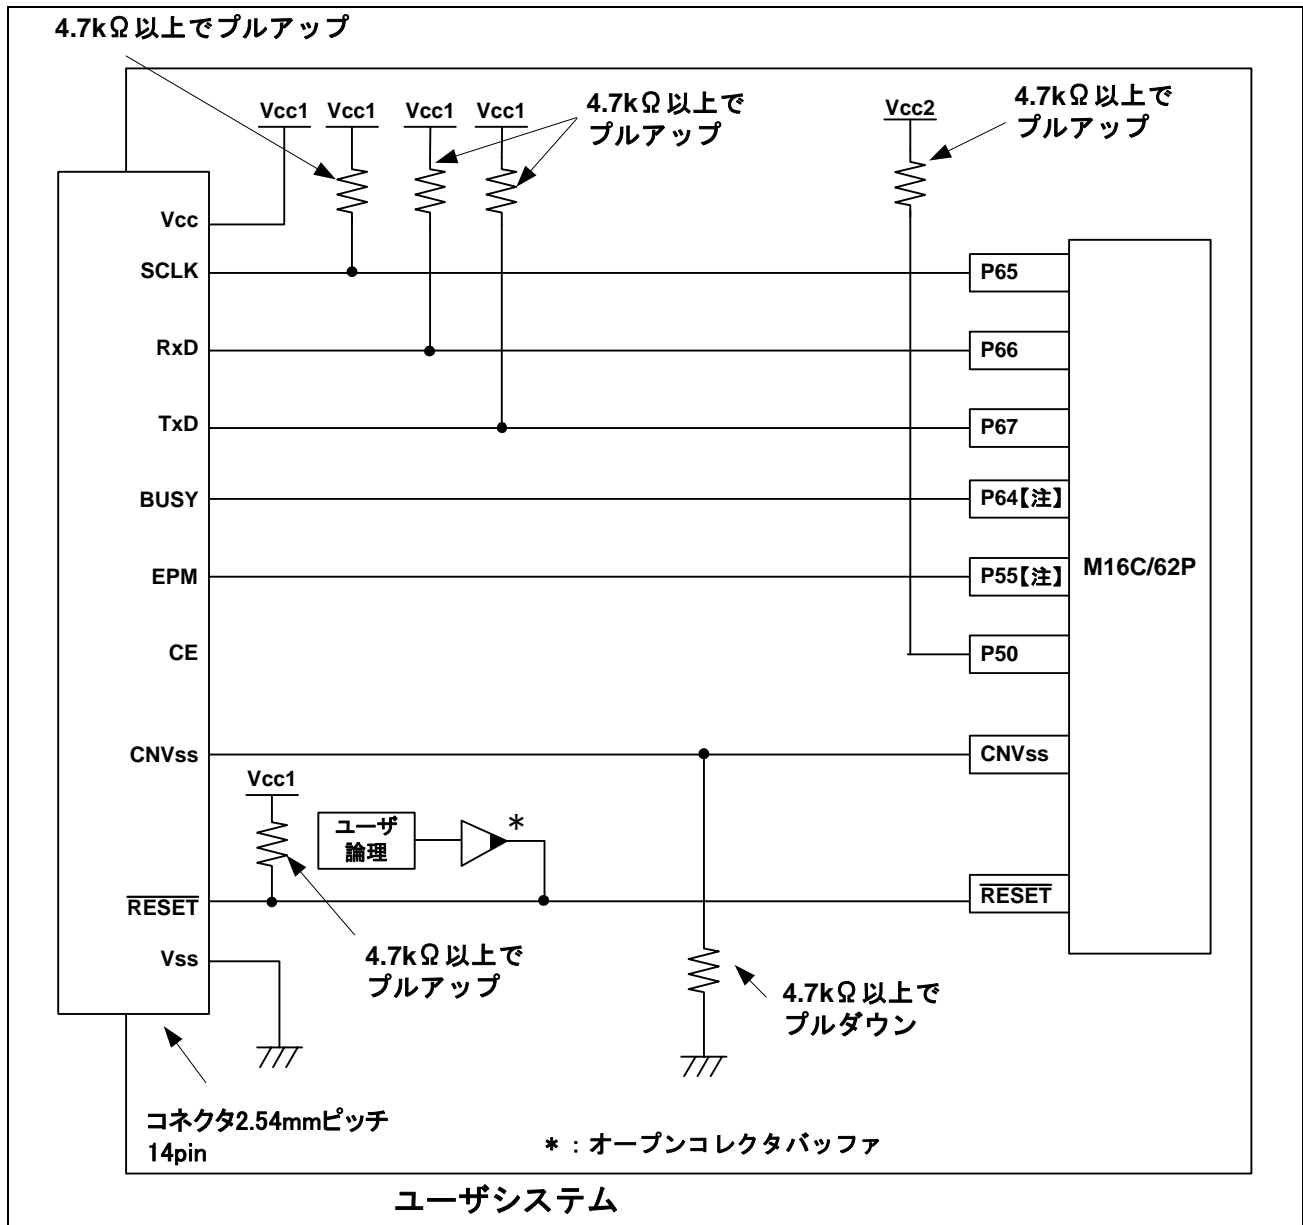 4.7kΩ以上でプルアップ
Vcc1
Vcc1
Vcc1
Vcc1
4.7kΩ以上で
プルアップ
Vcc2
4.7kΩ以上で
プルアップ
Vcc
SCLK
P65
RxD
P66
TxD
P67
BUSY
P64【注】
EPM
P55【注】
M16C/62P
CE
P50
CNVss
CNVss
Vcc1
ユーザ
論理
*
RESET
RESET
Vss
4.7kΩ以上で
プルアップ
4.7kΩ以上で
プルダウン
コネクタ2.54mmピッチ
14pin
*：オープンコレクタバッファ
ユーザシステム